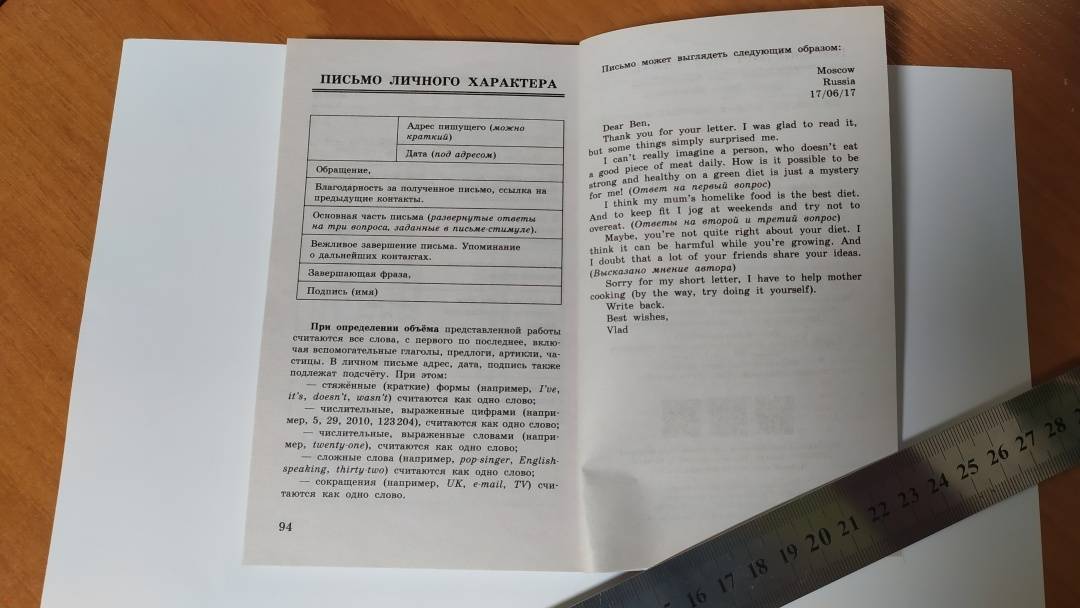 ПИСЬМО ЛИЧНОГО ХАРАКТЕРА
Адрес пишущего (можно
краткий)
Дата (под адресом)
Обращение,
Благодарность за полученное письмо, ссылка на
предыдущие контакты.
Основная часть письма (развернутые ответы
на три вопроса, заданные в письме-стимуле).
Вежливое завершение письма. Упоминание
о дальнейших контактах.
Завершающая фраза,
Подпись (имя)
При определении объёма представленной работы
считаются все слова, с первого по последнее, вклю-
чая вспомогательные глаголы, предлоги, артикли, ча-
стицы. В личном письме адрес, дата, подпись также
подлежат подсчёту. При этом:
— стяжённые (краткие) формы (например, I've,
it's, doesn't, wasn't) считаются как одно слово;
— числительные, выраженные цифрами (напри-
мер, 5, 29, 2010, 123204), считаются как одно слово;
— числительные, выраженные словами (напри-
мер, twenty-one), считаются как одно слово;
— сложные слова (например, pop-singer, English-
speaking, thirty-two) считаются как одно слово;
— сокращения (например, UK, e-mail, TV) счи-
таются как одно слово.
94
Письмо может выглядеть следующим образом:
Moscow
Russia
17/06/17
Dear Ben,
Thank you for your letter. I was glad to read it,
but some things simply surprised me.
I can't really imagine a person, who doesn't eat
a good piece of meat daily. How is it possible to be
strong and healthy on a green diet is just a mystery
for me! (Ответ на первый вопрос)
I think my mum's homelike food is the best diet.
And to keep fit I jog at weekends and try not to
overeat. (Ответы на второй и третий вопрос)
Maybe, you're not quite right about your diet. I
think it can be harmful while you're growing. And
I doubt that a lot of your friends share your ideas.
(Высказано мнение автора)
Sorry for my short letter, I have to help mother
cooking (by the way, try doing it yourself).
Write back.
Best wishes,
Vlad
16 17 18 19 20 21 22 23 24 25 26 27 28